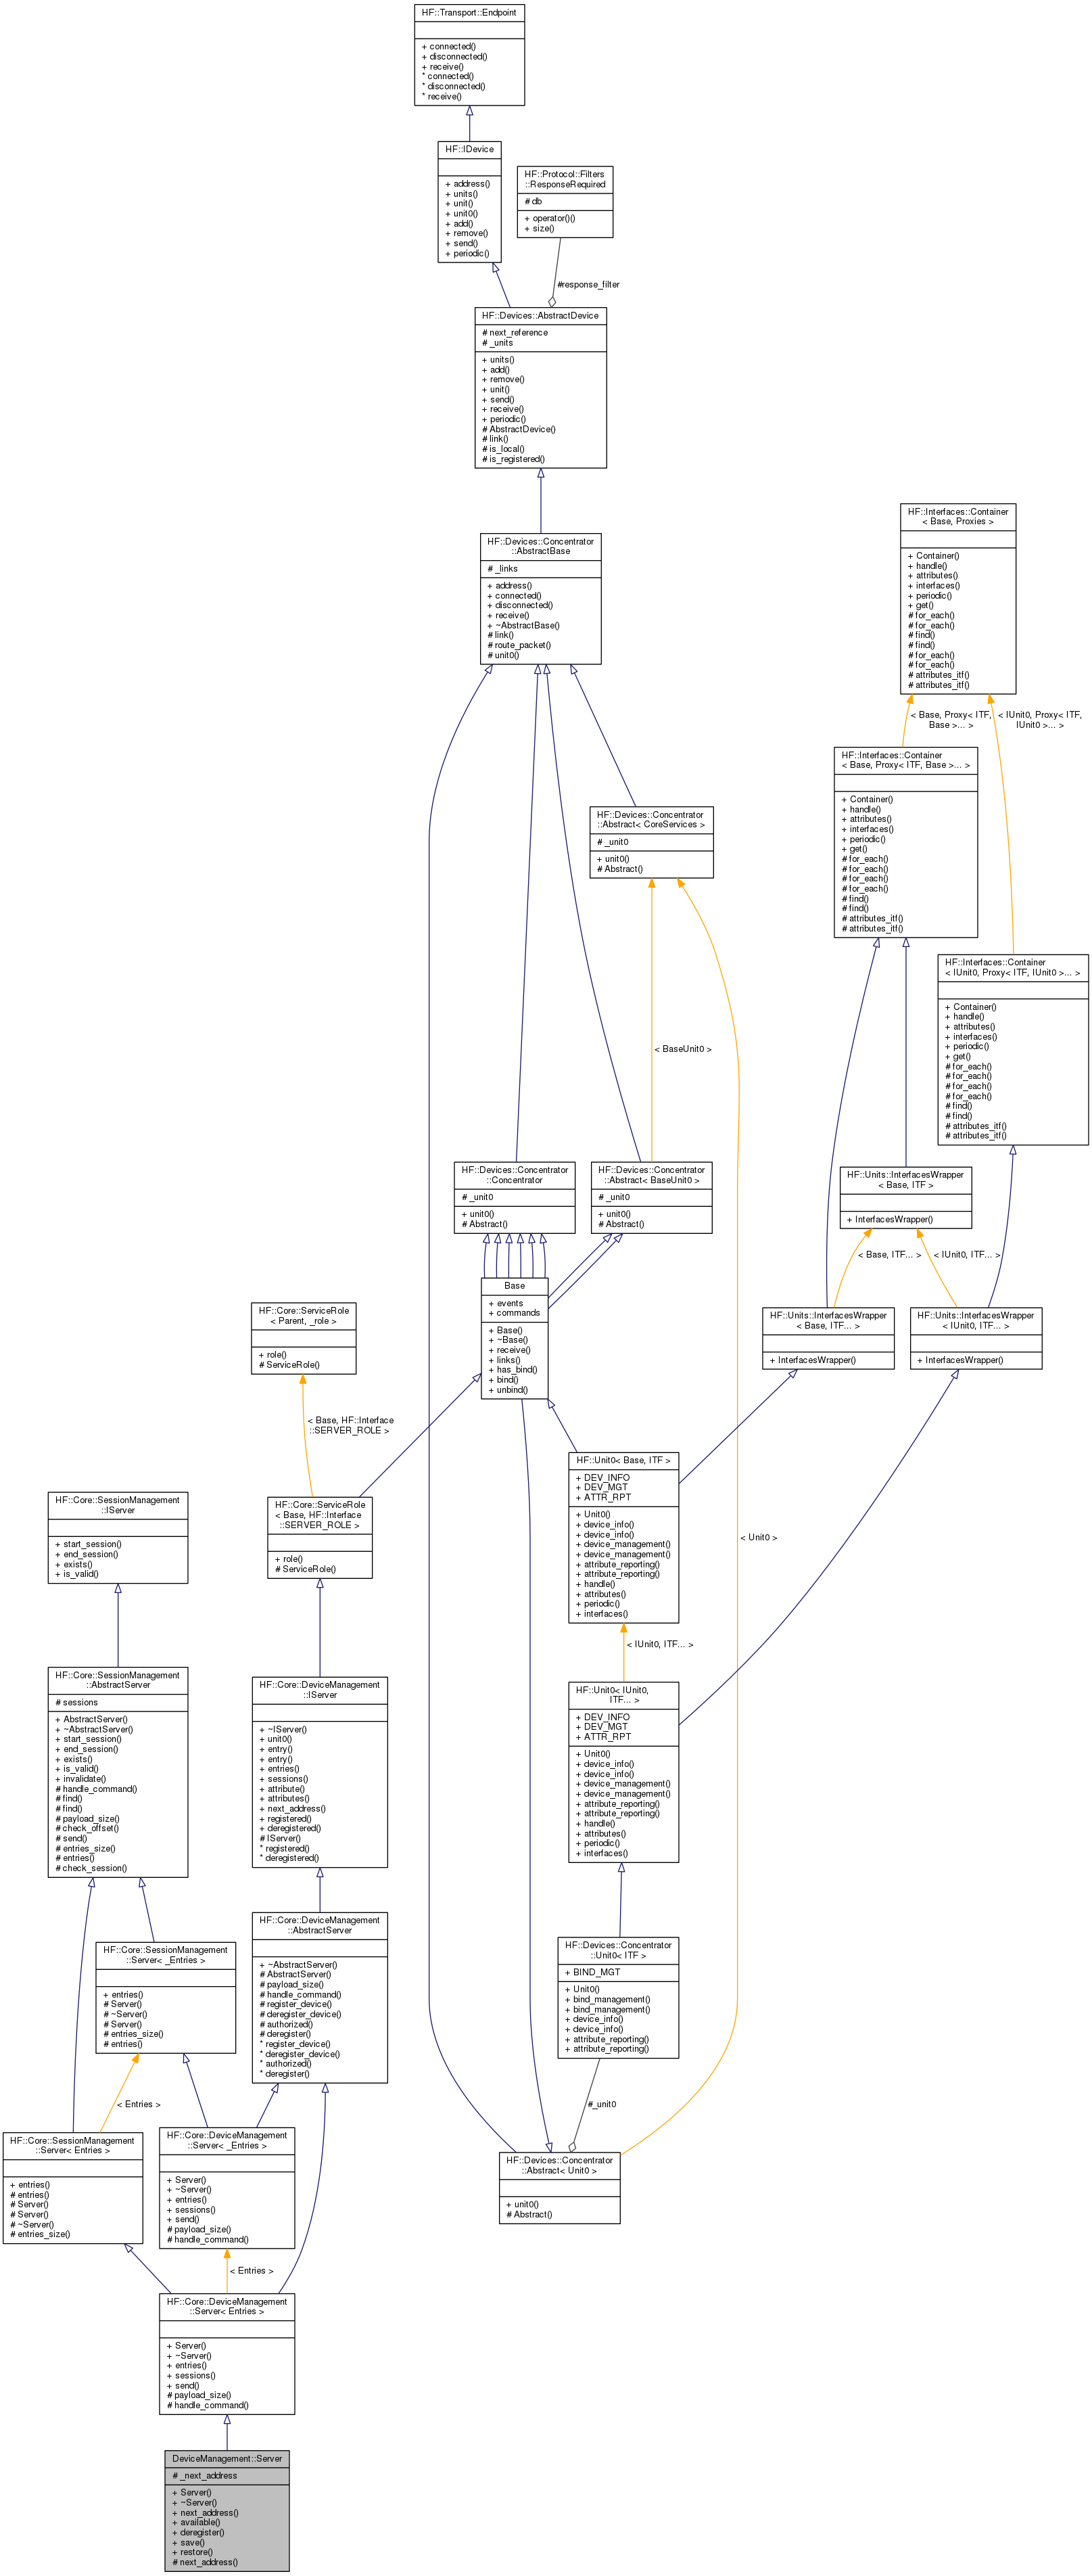 HF::Transport::Endpoint
+ connected()
+ disconnected()
+ receive()
* connected()
* disconnected()
* receive()
HF::IDevice
+ address()
+ units()
+ unit()
+ unit0()
+ add()
+ remove()
+ send()
+ periodic()
HF::Protocol::Filters
::ResponseRequired
# db
+ operator()()
+ size()
#response_filter
HF::Devices::AbstractDevice
# next_reference
# _units
+ units()
+ add()
+ remove()
+ unit()
+ send()
+ receive()
+ periodic()
# AbstractDevice()
# link()
# is_local()
# is_registered()
HF::Devices::Concentrator
::AbstractBase
# _links
+ address()
+ connected()
+ disconnected()
+ receive()
+ ~AbstractBase()
# link()
# route_packet()
# unit0()
HF::Interfaces::Container
< Base, Proxies >
+ Container()
+ handle()
+ attributes()
+ interfaces()
+ periodic()
+ get()
# for_each()
# for_each()
# find()
# find()
# for_each()
# for_each()
# attributes_itf()
# attributes_itf()
< Base, Proxy< ITF,
Base >... >
< IUnit0, Proxy< ITF,
IUnit0 >... >
HF::Interfaces::Container
< Base, Proxy< ITF, Base >... >
+ Container()
+ handle()
+ attributes()
+ interfaces()
+ periodic()
+ get()
# for_each()
# for_each()
# for_each()
# for_each()
# find()
# find()
# attributes_itf()
# attributes_itf()
HF::Devices::Concentrator
::Abstract< CoreServices >
# _unit0
+ unit0()
# Abstract()
HF::Interfaces::Container
< IUnit0, Proxy< ITF, IUnit0 >... >
+ Container()
+ handle()
+ attributes()
+ interfaces()
+ periodic()
+ get()
# for_each()
# for_each()
# for_each()
# for_each()
# find()
# find()
# attributes_itf()
# attributes_itf()
< BaseUnit0 >
HF::Devices::Concentrator
::Concentrator
# _unit0
+ unit0()
# Abstract()
HF::Devices::Concentrator
::Abstract< BaseUnit0 >
# _unit0
+ unit0()
# Abstract()
HF::Units::InterfacesWrapper
< Base, ITF >
+ InterfacesWrapper()
< Base, ITF... >
< IUnit0, ITF... >
Base
+ events
+ commands
+ Base()
+ ~Base()
+ receive()
+ links()
+ has_bind()
+ bind()
+ unbind()
HF::Core::ServiceRole
< Parent, _role >
+ role()
# ServiceRole()
HF::Units::InterfacesWrapper
< Base, ITF... >
+ InterfacesWrapper()
HF::Units::InterfacesWrapper
< IUnit0, ITF... >
+ InterfacesWrapper()
< Base, HF::Interface
::SERVER_ROLE >
HF::Unit0< Base, ITF >
+ DEV_INFO
+ DEV_MGT
+ ATTR_RPT
+ Unit0()
+ device_info()
+ device_info()
+ device_management()
+ device_management()
+ attribute_reporting()
+ attribute_reporting()
+ handle()
+ attributes()
+ periodic()
+ interfaces()
< Unit0 >
HF::Core::SessionManagement
::IServer
+ start_session()
+ end_session()
+ exists()
+ is_valid()
HF::Core::ServiceRole
< Base, HF::Interface
::SERVER_ROLE >
+ role()
# ServiceRole()
< IUnit0, ITF... >
HF::Core::SessionManagement
::AbstractServer
# sessions
+ AbstractServer()
+ ~AbstractServer()
+ start_session()
+ end_session()
+ exists()
+ is_valid()
+ invalidate()
# handle_command()
# find()
# find()
# payload_size()
# check_offset()
# send()
# entries_size()
# entries()
# check_session()
HF::Core::DeviceManagement
::IServer
+ ~IServer()
+ unit0()
+ entry()
+ entry()
+ entries()
+ sessions()
+ attribute()
+ attributes()
+ next_address()
+ registered()
+ deregistered()
# IServer()
* registered()
* deregistered()
HF::Unit0< IUnit0,
ITF... >
+ DEV_INFO
+ DEV_MGT
+ ATTR_RPT
+ Unit0()
+ device_info()
+ device_info()
+ device_management()
+ device_management()
+ attribute_reporting()
+ attribute_reporting()
+ handle()
+ attributes()
+ periodic()
+ interfaces()
HF::Core::DeviceManagement
::AbstractServer
+ ~AbstractServer()
# AbstractServer()
# payload_size()
# handle_command()
# register_device()
# deregister_device()
# authorized()
# deregister()
* register_device()
* deregister_device()
* authorized()
* deregister()
HF::Core::SessionManagement
::Server< _Entries >
+ entries()
# Server()
# ~Server()
# Server()
# entries_size()
# entries()
HF::Devices::Concentrator
::Unit0< ITF >
+ BIND_MGT
+ Unit0()
+ bind_management()
+ bind_management()
+ device_info()
+ device_info()
+ attribute_reporting()
+ attribute_reporting()
< Entries >
#_unit0
HF::Core::SessionManagement
::Server< Entries >
+ entries()
# entries()
# Server()
# Server()
# ~Server()
# entries_size()
HF::Core::DeviceManagement
::Server< _Entries >
+ Server()
+ ~Server()
+ entries()
+ sessions()
+ send()
# payload_size()
# handle_command()
HF::Devices::Concentrator
::Abstract< Unit0 >
+ unit0()
# Abstract()
< Entries >
HF::Core::DeviceManagement
::Server< Entries >
+ Server()
+ ~Server()
+ entries()
+ sessions()
+ send()
# payload_size()
# handle_command()
DeviceManagement::Server
# _next_address
+ Server()
+ ~Server()
+ next_address()
+ available()
+ deregister()
+ save()
+ restore()
# next_address()